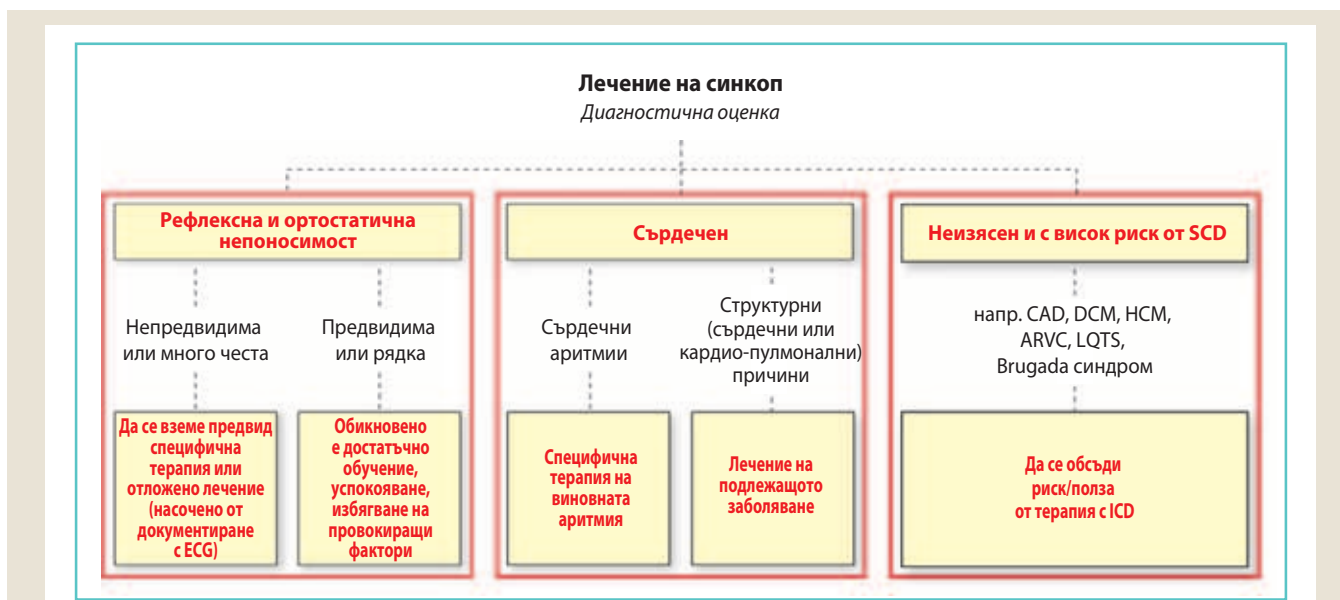 Лечение на синкоп
Диагностична оценка
Рефлексна и ортостатична
непоносимост
Непредвидима
или много честа
Предвидима
или рядка
Да се вземе предвид
специфична
терапия или
отложено лечение
(насочено от
документиране
с ECG)
Обикновено
е достатъчно
обучение,
успокояване,
избягване на
провокиращи
фактори
Сърдечен
Сърдечни
аритмии
Структурни
(сърдечни или
кардио-пулмонални)
причини
Специфична
терапия на
виновната
аритмия
Лечение на
подлежащото
заболяване
Неизясен и с висок риск от SCD
напр. CAD, DCM, HCM,
ARVC, LQTS,
Brugada синдром
Да се обсъди
риск/полза
от терапия с ICD